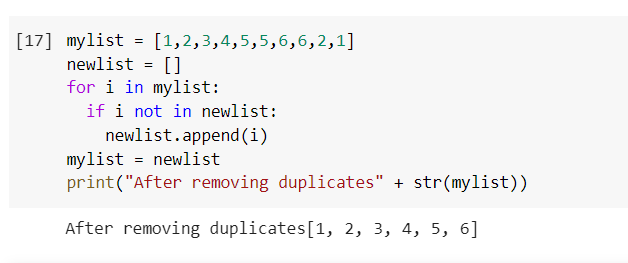 [17] mylist = [1,2,3,4,5,5,6,6,2,1]
newlist = []
for i in mylist:
  if i not in newlist:
    newlist.append(i)
mylist = newlist
print("After removing duplicates" + str(mylist))
After removing duplicates[1, 2, 3, 4, 5, 6]